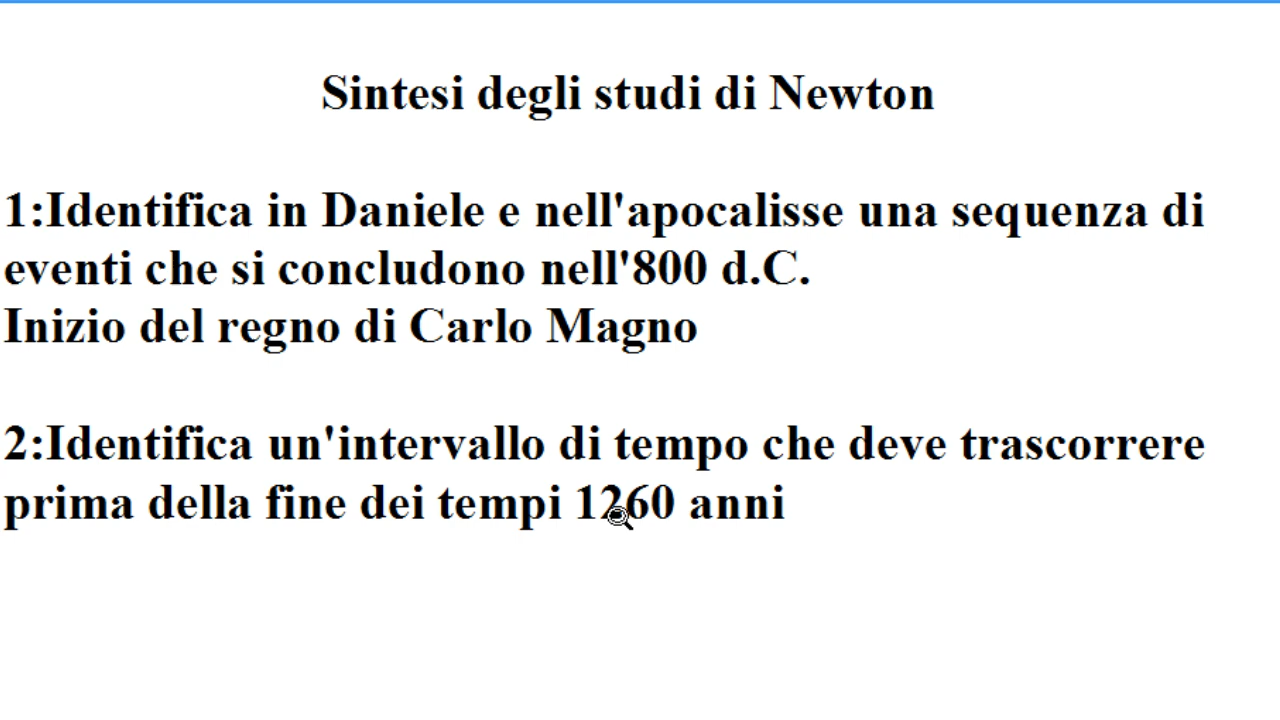 Sintesi degli studi di Newton
1:Identifica in Daniele e nell'apocalisse una sequenza di
eventi che si concludono nell'800 d.C.
Inizio del regno di Carlo Magno
2:Identifica un'intervallo di tempo che deve trascorrere
prima della fine dei tempi 1260 anni